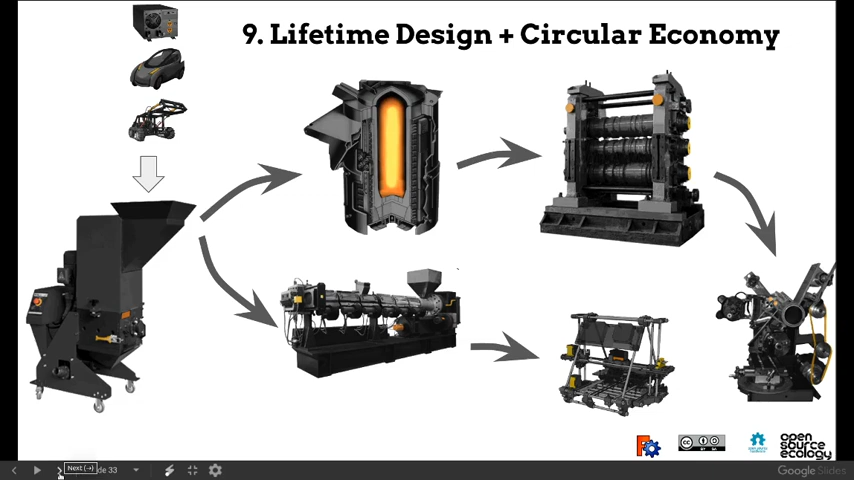 9. Lifetime Design + Circular Economy
open
source
ecology
Next (→)
de 33
Google Slides